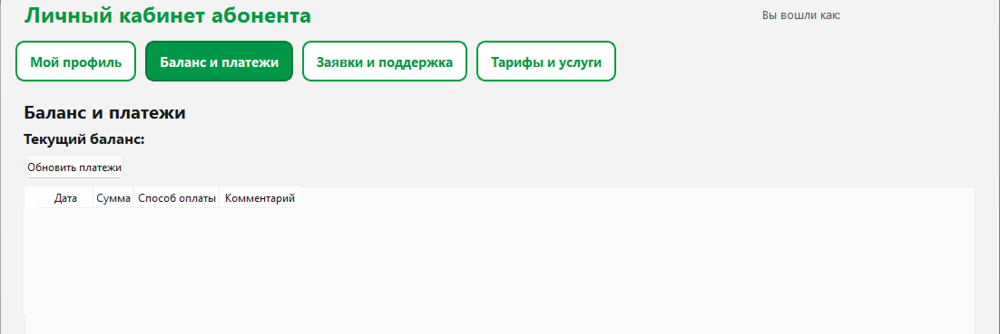 Личный кабинет абонента
Вы вошли как:
Мой профиль Баланс и платежи Заявки и поддержка Тарифы и услуги
Баланс и платежи
Текущий баланс:
Обновить платежи
Дата Сумма Способ оплаты Комментарий